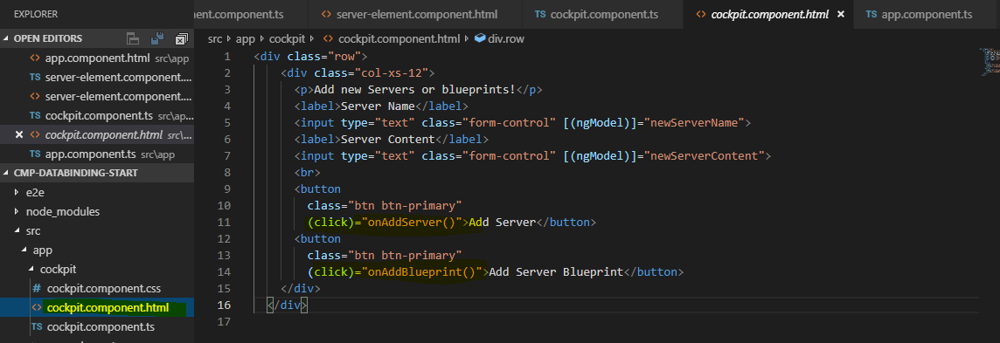 EXPLORER
nent.component.ts
server-element.component.html
cockpit.component.ts
cockpit.component.html
app.component.ts
OPEN EDITORS
app.component.html src\app
TS server-element.component....
server-element.component....
TS cockpit.component.ts src\ap...
cockpit.component.html src\...
TS app.component.ts src\app
CMP-DATABINDING-START
e2e
node_modules
src
app
cockpit
# cockpit.component.css
<> cockpit.component.html
TS cockpit.component.ts
src app cockpit <> cockpit.component.html div.row
1 <div class="row">
2 <div class="col-xs-12">
3 <p>Add new Servers or blueprints!</p>
4 <label>Server Name</label>
5 <input type="text" class="form-control" [(ngModel)]="newServerName">
6 <label>Server Content</label>
7 <input type="text" class="form-control" [(ngModel)]="newServerContent">
8 <br>
9 <button
10 class="btn btn-primary"
11 (click)="onAddServer()">Add Server</button>
12 <button
13 class="btn btn-primary"
14 (click)="onAddBlueprint()">Add Server Blueprint</button>
15 </div>
16 </div>
17